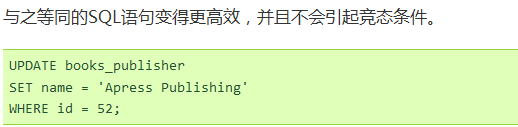 与之等同的SQL语句变得更高效，并且不会引起竞态条件。
UPDATE books_publisher
SET name = 'Apress Publishing'
WHERE id = 52;